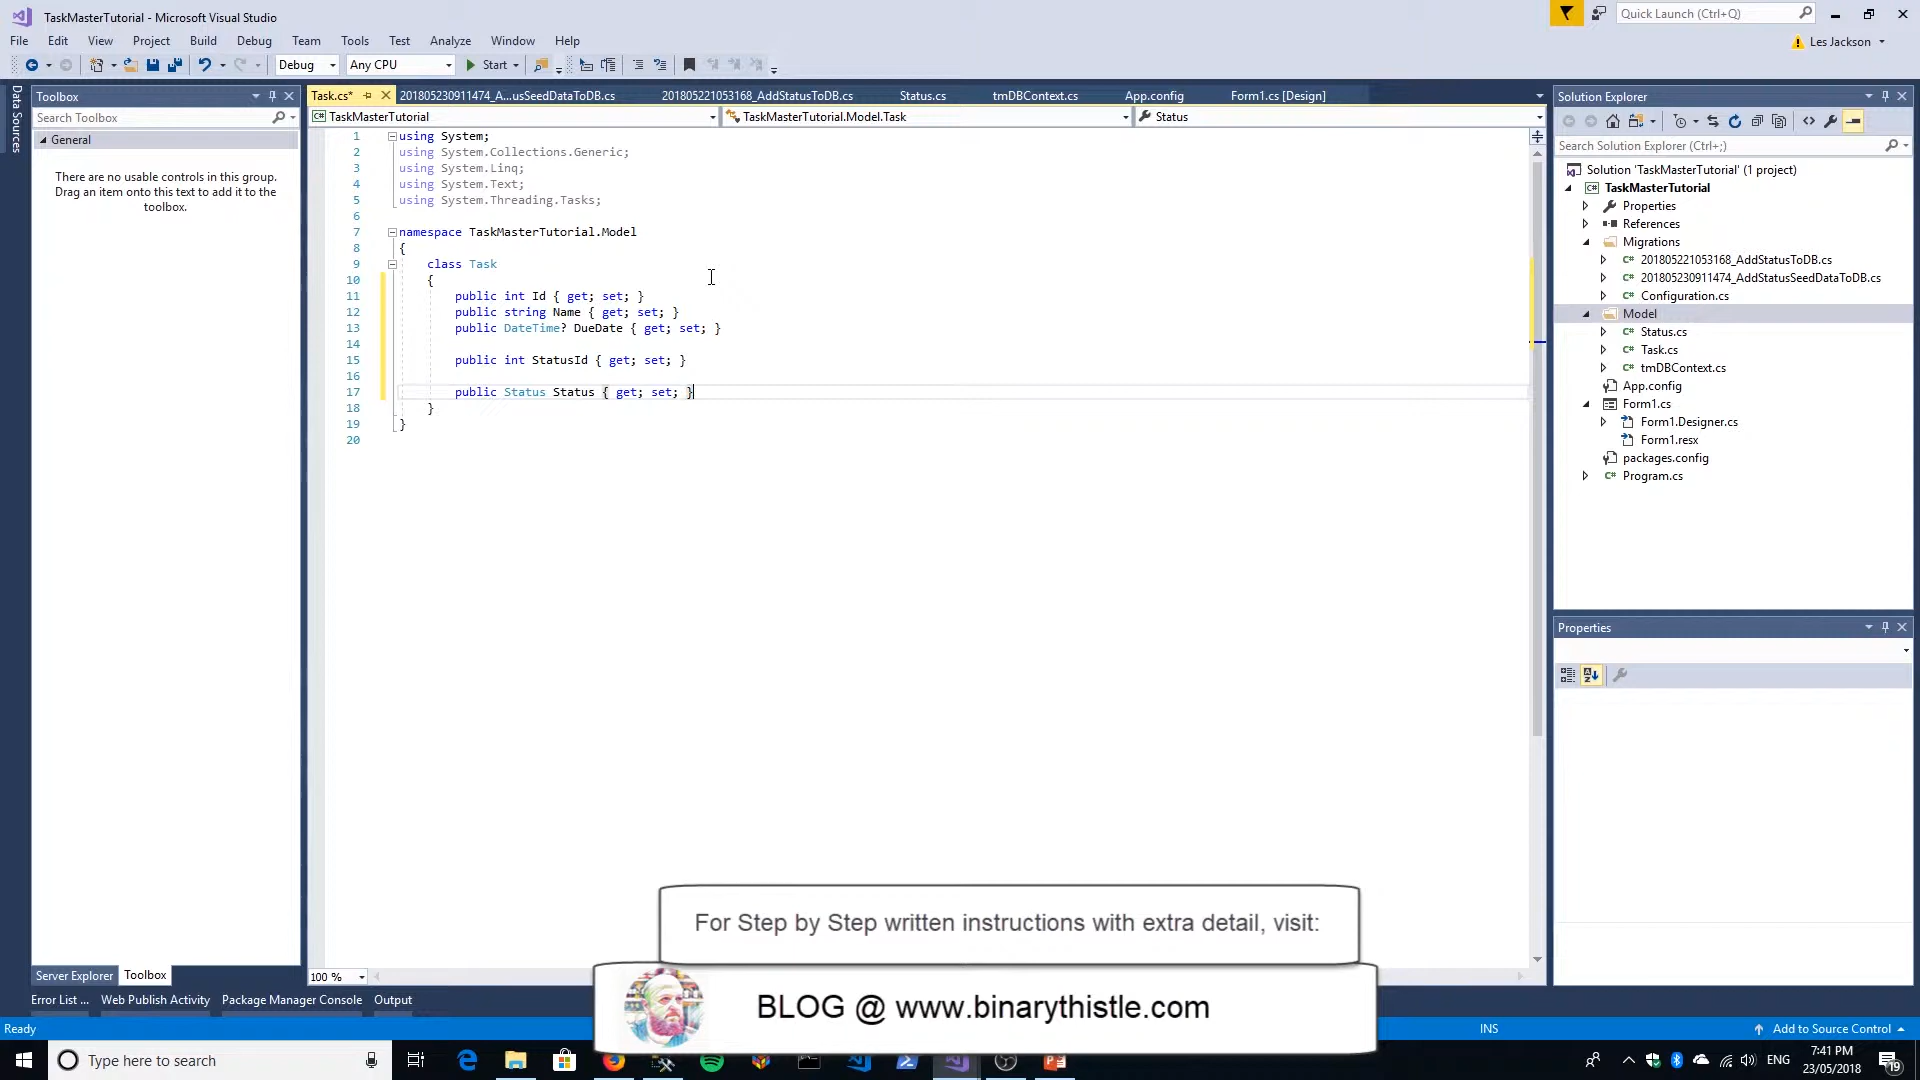 TaskMasterTutorial - Microsoft Visual Studio
Quick Launch (Ctrl+Q)
File Edit View Project Build Debug Team Tools Test Analyze Window Help
Les Jackson
Debug Any CPU Start
Data Sources
Toolbox
Search Toolbox
General
There are no usable controls in this group.
Drag an item onto this text to add it to the
toolbox.
Server Explorer Toolbox
Task.cs* 201805230911474_A...usSeedDataToDB.cs 201805221053168_AddStatusToDB.cs Status.cs tmDBContext.cs App.config Form1.cs [Design]
TaskMasterTutorial TaskMasterTutorial.Model.Task Status
1 using System;
2 using System.Collections.Generic;
3 using System.Linq;
4 using System.Text;
5 using System.Threading.Tasks;
6
7 namespace TaskMasterTutorial.Model
8 {
9 class Task
10 {
11 public int Id { get; set; }
12 public string Name { get; set; }
13 public DateTime? DueDate { get; set; }
14
15 public int StatusId { get; set; }
16
17 public Status Status { get; set; }
18 }
19 }
20
100 %
Solution Explorer
Search Solution Explorer (Ctrl+;)
Solution 'TaskMasterTutorial' (1 project)
TaskMasterTutorial
Properties
References
Migrations
201805221053168_AddStatusToDB.cs
201805230911474_AddStatusSeedDataToDB.cs
Configuration.cs
Model
Status.cs
Task.cs
tmDBContext.cs
App.config
Form1.cs
Form1.Designer.cs
Form1.resx
packages.config
Program.cs
Properties
For Step by Step written instructions with extra detail, visit:
BLOG @ www.binarythistle.com
Error List ... Web Publish Activity Package Manager Console Output
Ready INS Add to Source Control
Type here to search
ENG
7:41 PM
23/05/2018
19